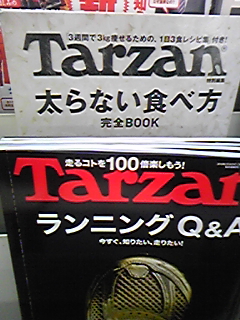 3週間で3kg痩せるための、1日3食レシピ集 付き!
Tarzan
特別編集
太らない食べ方
完全BOOK
走るコトを100倍楽しもう!
Tarzan
ランニングQ&A
今すぐ、知りたい、走りたい!